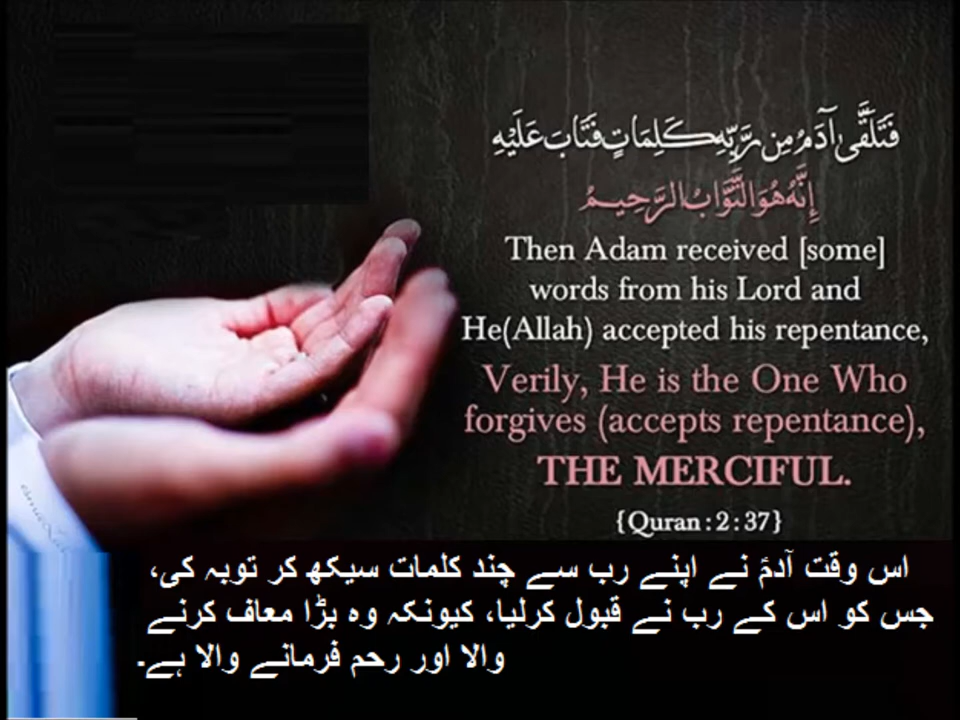 فَتَلَقَّىٰ آدَمُ مِن رَّبِّهِ كَلِمَاتٍ فَتَابَ عَلَيْهِ
إِنَّهُ هُوَ التَّوَّابُ الرَّحِيمُ
Then Adam received [some]
words from his Lord and
He(Allah) accepted his repentance,
Verily, He is the One Who
forgives (accepts repentance),
THE MERCIFUL.
{Quran:2:37}
اس وقت آدمؑ نے اپنے رب سے چند کلمات سیکھ کر توبہ کی،
جس کو اس کے رب نے قبول کرلیا، کیونکہ وہ بڑا معاف کرنے
والا اور رحم فرمانے والا ہے۔